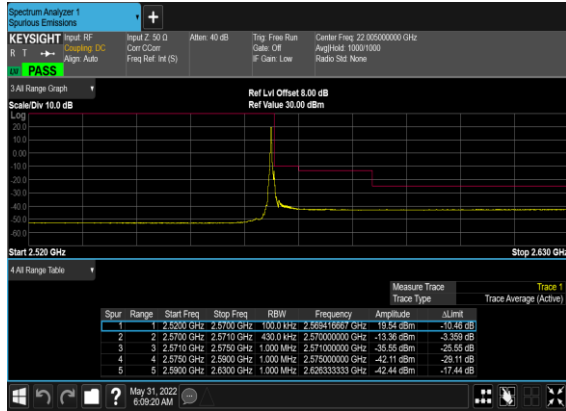 Spectrum Analyzer 1
Spurious Emissions
+
KEYSIGHT Input: RF Input Z: 50 Ω Atten: 40 dB Trig: Free Run Center Freq: 22.005000000 GHz
R T Coupling: DC Corr CCorr Gate: Off Avg|Hold: 1000/1000
Align: Auto Freq Ref: Int (S) IF Gain: Low Radio Std: None
PASS
3 All Range Graph
Ref Lvl Offset 8.00 dB
Scale/Div 10.0 dB Ref Value 30.00 dBm
Log
20.0
10.0
0.00
-10.0
-20.0
-30.0
-40.0
-50.0
-60.0
Start 2.520 GHz Stop 2.630 GHz
4 All Range Table
Measure Trace Trace 1
Trace Type Trace Average (Active)
Spur Range Start Freq Stop Freq RBW Frequency Amplitude ΔLimit
1 1 2.5200 GHz 2.5700 GHz 100.0 kHz 2.569416667 GHz 19.54 dBm -10.46 dB
2 2 2.5700 GHz 2.5710 GHz 430.0 kHz 2.570000000 GHz -13.36 dBm -3.359 dB
3 3 2.5710 GHz 2.5750 GHz 1.000 MHz 2.571000000 GHz -35.55 dBm -25.55 dB
4 4 2.5750 GHz 2.5900 GHz 1.000 MHz 2.575000000 GHz -42.11 dBm -29.11 dB
5 5 2.5900 GHz 2.6300 GHz 1.000 MHz 2.626333333 GHz -42.44 dBm -17.44 dB
? May 31, 2022
6:09:20 AM